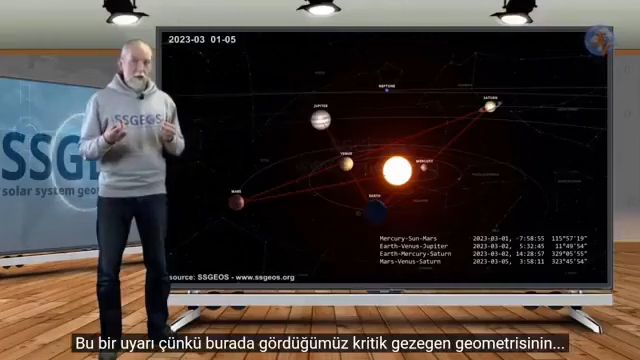 2023-03 01-05
NEPTUNE
SATURN
JUPITER
VENUS
MERCURY
MARS
EARTH
SSGEOS
SSGE
solar system geo
Mercury-Sun-Mars 2023-03-01, -7:58:55 115°57'19"
Earth-Venus-Jupiter 2023-03-02, 5:32:45 11°49'54"
Earth-Mercury-Saturn 2023-03-02, 14:28:57 329°05'55"
Mars-Venus-Saturn 2023-03-05, 3:58:11 323°45'54"
source: SSGEOS - www.ssgeos.org
Bu bir uyarı çünkü burada gördüğümüz kritik gezegen geometrisinin...